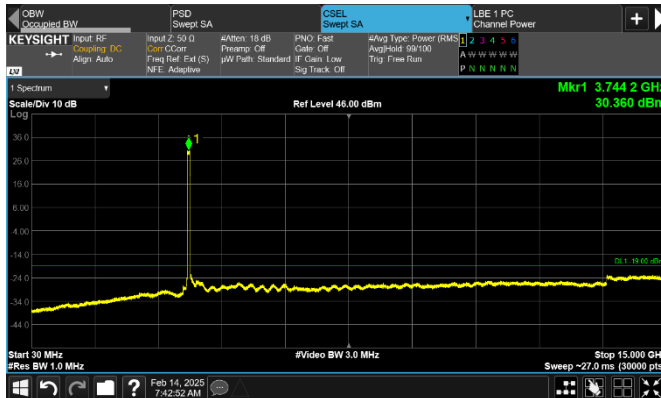 OBW PSD CSEL LBE 1 PC
Occupied BW Swept SA Swept SA Channel Power
KEYSIGHT Input: RF Input Z: 50 Ω #Atten: 18 dB PNO: Fast #Avg Type: Power (RMS 1 2 3 4 5 6
Coupling: DC Corr CCorr Preamp: Off Gate: Off Avg|Hold: 99/100 A W W W W W
Align: Auto Freq Ref: Ext (S) µW Path: Standard IF Gain: Low Trig: Free Run
NFE: Adaptive Sig Track: Off P N N N N N
LXI
1 Spectrum Mkr1 3.744 2 GHz
Scale/Div 10 dB Ref Level 46.00 dBm 30.360 dBm
Log
36.0
1
26.0
16.0
6.00
-4.00
-14.0
DL1 -19.00 dBm
-24.0
-34.0
-44.0
Start 30 MHz #Video BW 3.0 MHz Stop 15.000 GHz
#Res BW 1.0 MHz Sweep ~27.0 ms (30000 pts)
? Feb 14, 2025
7:42:52 AM